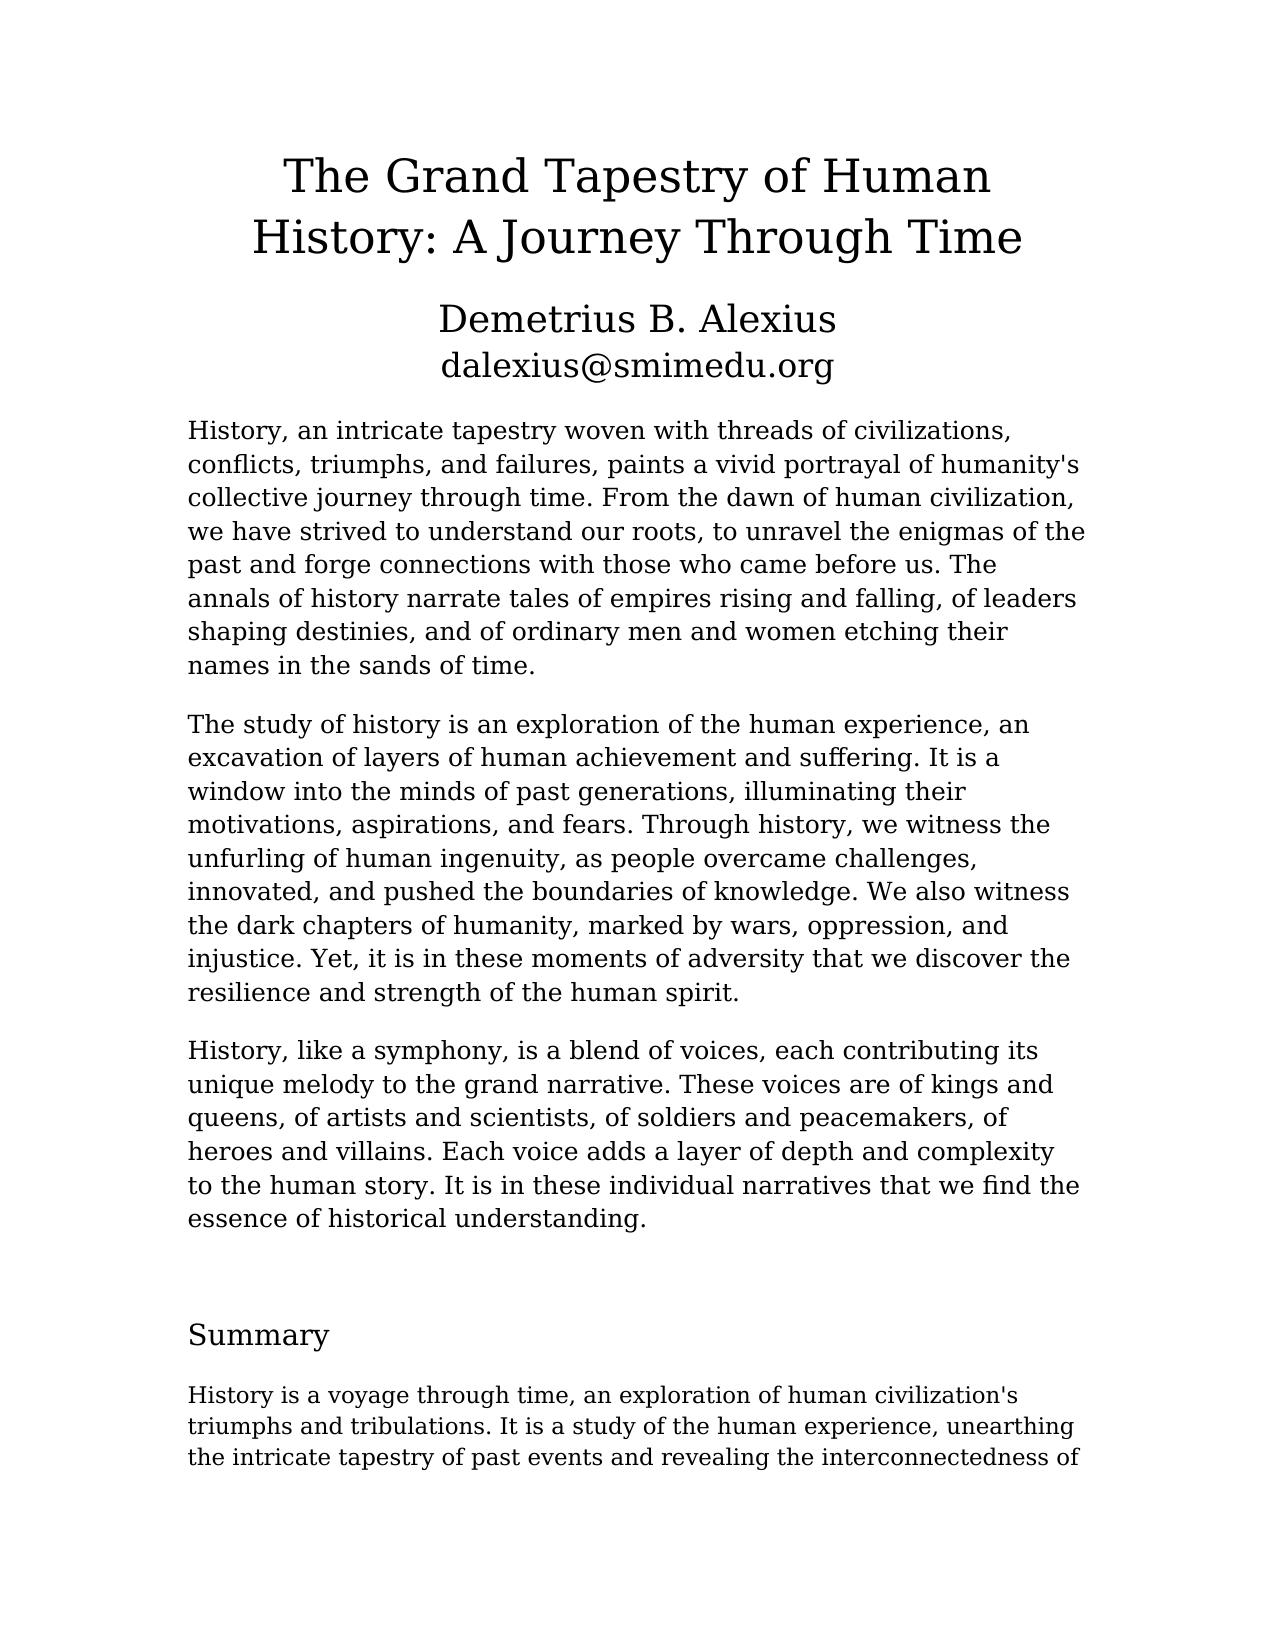 The Grand Tapestry of Human
History: A Journey Through Time
Demetrius B. Alexius
dalexius@smimedu.org
History, an intricate tapestry woven with threads of civilizations,
conflicts, triumphs, and failures, paints a vivid portrayal of humanity's
collective journey through time. From the dawn of human civilization,
we have strived to understand our roots, to unravel the enigmas of the
past and forge connections with those who came before us. The
annals of history narrate tales of empires rising and falling, of leaders
shaping destinies, and of ordinary men and women etching their
names in the sands of time.
The study of history is an exploration of the human experience, an
excavation of layers of human achievement and suffering. It is a
window into the minds of past generations, illuminating their
motivations, aspirations, and fears. Through history, we witness the
unfurling of human ingenuity, as people overcame challenges,
innovated, and pushed the boundaries of knowledge. We also witness
the dark chapters of humanity, marked by wars, oppression, and
injustice. Yet, it is in these moments of adversity that we discover the
resilience and strength of the human spirit.
History, like a symphony, is a blend of voices, each contributing its
unique melody to the grand narrative. These voices are of kings and
queens, of artists and scientists, of soldiers and peacemakers, of
heroes and villains. Each voice adds a layer of depth and complexity
to the human story. It is in these individual narratives that we find the
essence of historical understanding.
Summary
History is a voyage through time, an exploration of human civilization's
triumphs and tribulations. It is a study of the human experience, unearthing
the intricate tapestry of past events and revealing the interconnectedness of